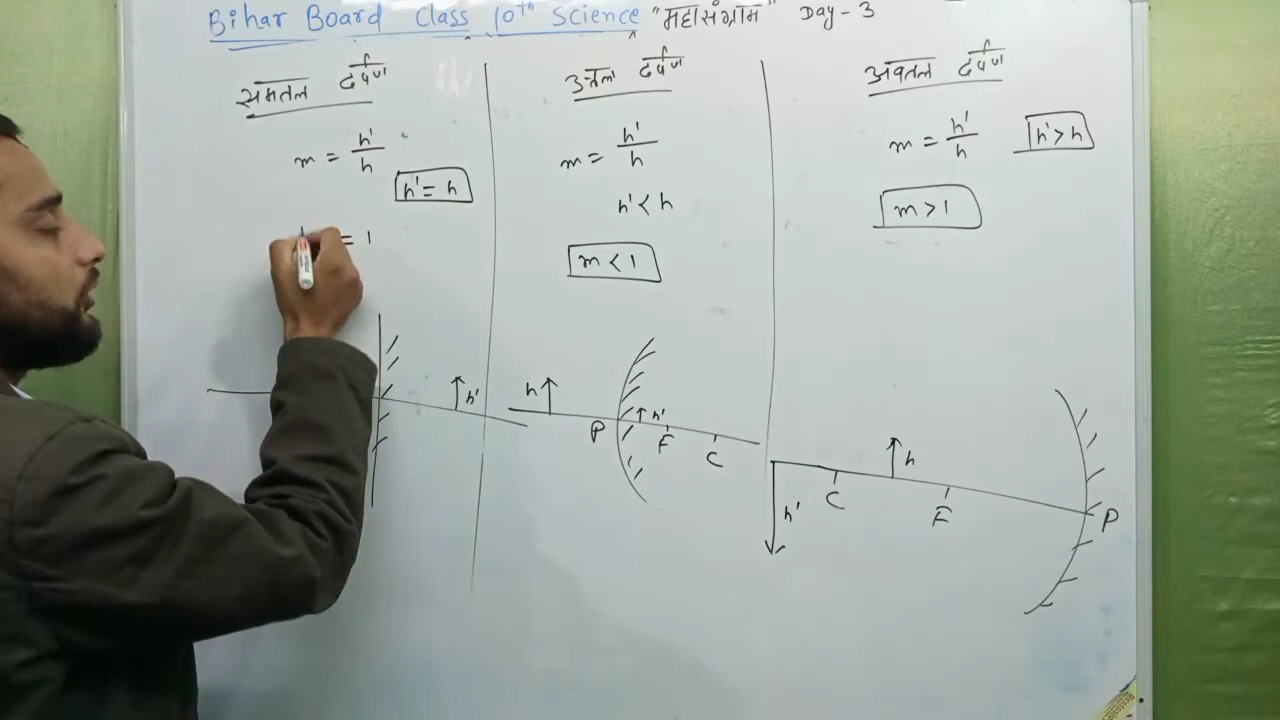 Bihar Board Class 10th Science "महासंग्राम" Day - 3
समतल दर्पण
m = h'/h
h' = h
= 1
h'
उत्तल दर्पण
m = h'/h
h' < h
m < 1
h
h'
P
F
C
अवतल दर्पण
m = h'/h
h' > h
m > 1
h
h'
C
F
P